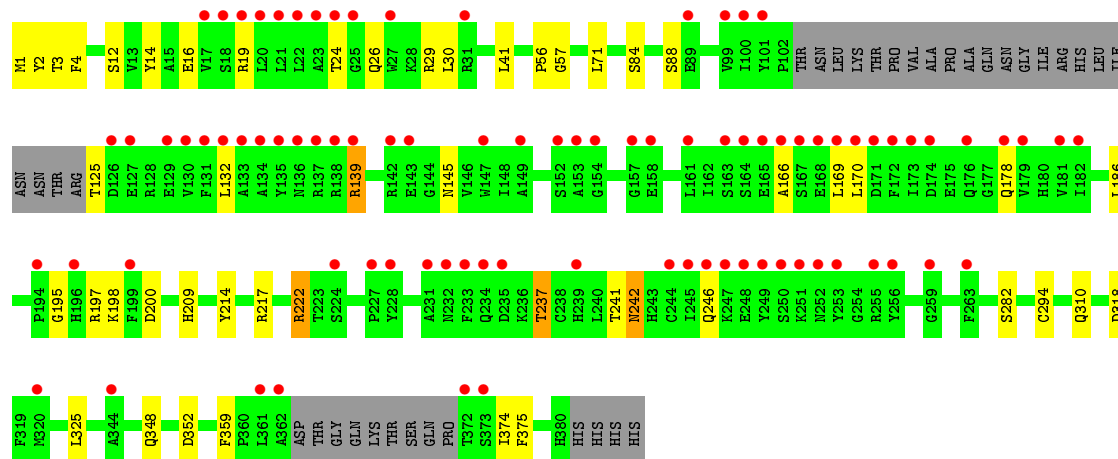 M1 Y2 T3 F4 S12 V13 Y14 A15 E16 V17 S18 R19 L20 L21 L22 A23 T24 G25 Q26 W27 K28 R29 L30 R31 L41 P56 G57 L71 S84 S88 E89 V99 I100 Y101 P102 THR ASN LEU LYS THR PRO VAL ALA PRO ALA GLN ASN GLY ILE ARG HIS LEU ILE
ASN ASN THR ARG T125 D126 E127 R128 E129 V130 F131 L132 A133 A134 Y135 N136 R137 R138 R139 R142 E143 G144 N145 V146 W147 I148 A149 S152 A153 G154 G157 E158 L161 I162 S163 S164 E165 A166 S167 E168 L169 L170 D171 F172 I173 D174 E175 Q176 G177 Q178 V179 H180 V181 I182 L186
P194 G195 H196 R197 K198 F199 D200 H209 Y214 R217 R222 T223 S224 P227 Y228 A231 N232 F233 Q234 D235 K236 T237 C238 H239 L240 T241 N242 H243 C244 I245 Q246 K247 E248 Y249 S250 K251 N252 Y253 G254 R255 Y256 G259 F263 S282 C294 Q310 D318
F319 M320 L325 A344 Q348 D352 F359 P360 L361 A362 ASP THR GLY GLN LYS THR SER GLN PRO T372 S373 I374 F375 H380 HIS HIS HIS HIS